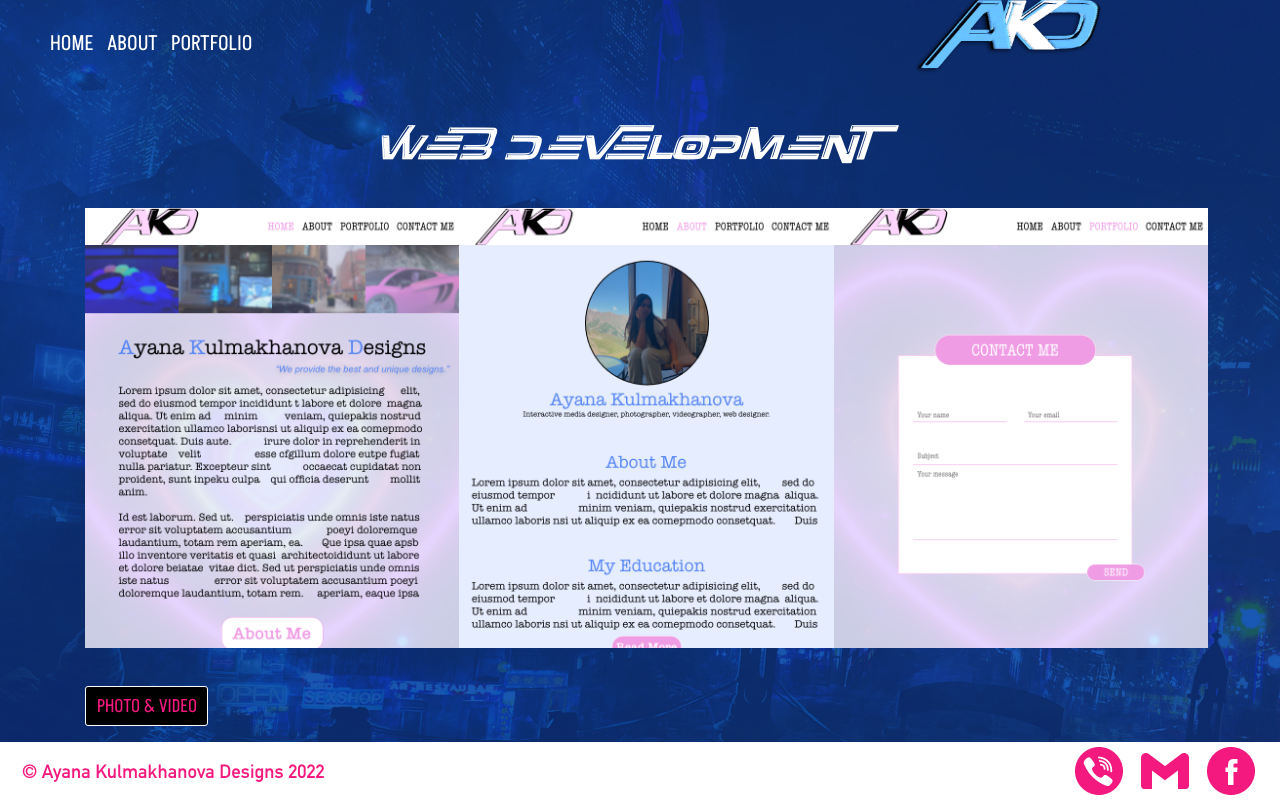 HOME ABOUT PORTFOLIO
AKD
WEB DEVELOPMENT
AKD
HOME ABOUT PORTFOLIO CONTACT ME
Ayana Kulmakhanova Designs
"We provide the best and unique designs."
Lorem ipsum dolor sit amet, consectetur adipisicing elit,
sed do eiusmod tempor incididunt t labore et dolore magna
aliqua. Ut enim ad minim veniam, quiepakis nostrud
exercitation ullamco laborisnsi ut aliquip ex ea comepmodo
consetquat. Duis aute. irure dolor in reprehenderit in
voluptate velit esse cfgillum dolore eutpe fugiat
nulla pariatur. Excepteur sint occaecat cupidatat non
proident, sunt inpeku culpa qui officia deserunt mollit
anim.
Id est laborum. Sed ut. perspiciatis unde omnis iste natus
error sit voluptatem accusantium poeyi doloremque
laudantium, totam rem aperiam, ea. Que ipsa quae apsb
illo inventore veritatis et quasi architectoididunt ut labore
et dolore beiatae vitae dict. Sed ut perspiciatis unde omnis
iste natus error sit voluptatem accusantium poeyi
doloremque laudantium, totam rem. aperiam, eaque ipsa
About Me
AKD
HOME ABOUT PORTFOLIO CONTACT ME
Ayana Kulmakhanova
Interactive media designer, photographer, videographer, web designer.
About Me
Lorem ipsum dolor sit amet, consectetur adipisicing elit, sed do
eiusmod tempor i ncididunt ut labore et dolore magna aliqua.
Ut enim ad minim veniam, quiepakis nostrud exercitation
ullamco laboris nsi ut aliquip ex ea comepmodo consetquat. Duis
My Education
Lorem ipsum dolor sit amet, consectetur adipisicing elit, sed do
eiusmod tempor i ncididunt ut labore et dolore magna aliqua.
Ut enim ad minim veniam, quiepakis nostrud exercitation
ullamco laboris nsi ut aliquip ex ea comepmodo consetquat. Duis
Read More
AKD
HOME ABOUT PORTFOLIO CONTACT ME
CONTACT ME
Your name Your email
Subject
Your message
SEND
OPEN
SEXSHOP
PHOTO & VIDEO
© Ayana Kulmakhanova Designs 2022